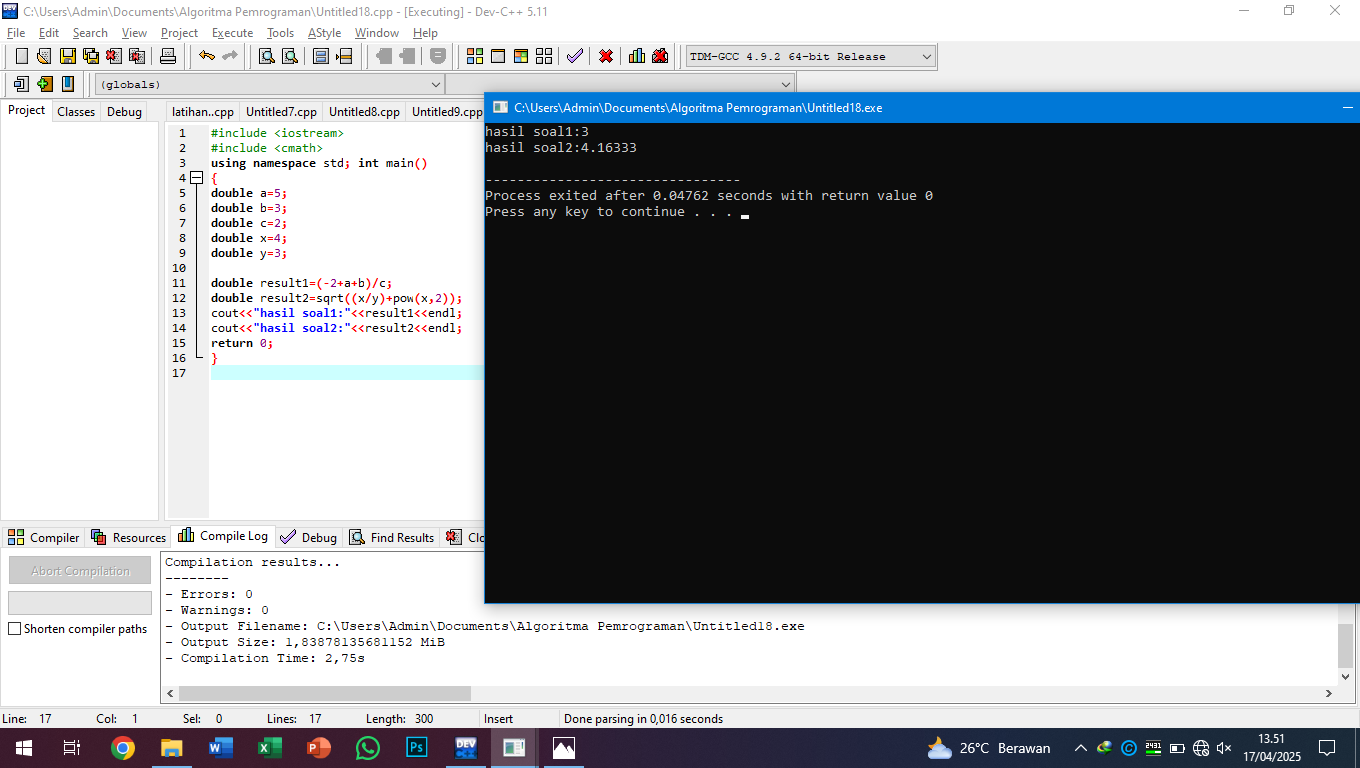 C:\Users\Admin\Documents\Algoritma Pemrograman\Untitled18.cpp - [Executing] - Dev-C++ 5.11
File Edit Search View Project Execute Tools AStyle Window Help
TDM-GCC 4.9.2 64-bit Release
(globals)
Project Classes Debug
latihan..cpp Untitled7.cpp Untitled8.cpp Untitled9.cpp
1 #include <iostream>
2 #include <cmath>
3 using namespace std; int main()
4 {
5 double a=5;
6 double b=3;
7 double c=2;
8 double x=4;
9 double y=3;
10
11 double result1=(-2+a+b)/c;
12 double result2=sqrt((x/y)+pow(x,2));
13 cout<<"hasil soal1:"<<result1<<endl;
14 cout<<"hasil soal2:"<<result2<<endl;
15 return 0;
16 }
17
C:\Users\Admin\Documents\Algoritma Pemrograman\Untitled18.exe
hasil soal1:3
hasil soal2:4.16333
--------------------------------
Process exited after 0.04762 seconds with return value 0
Press any key to continue . . .
Compiler Resources Compile Log Debug Find Results Clo
Abort Compilation
Shorten compiler paths
Compilation results...
--------
- Errors: 0
- Warnings: 0
- Output Filename: C:\Users\Admin\Documents\Algoritma Pemrograman\Untitled18.exe
- Output Size: 1,83878135681152 MiB
- Compilation Time: 2,75s
Line: 17 Col: 1 Sel: 0 Lines: 17 Length: 300 Insert Done parsing in 0,016 seconds
26°C Berawan
13.51
17/04/2025